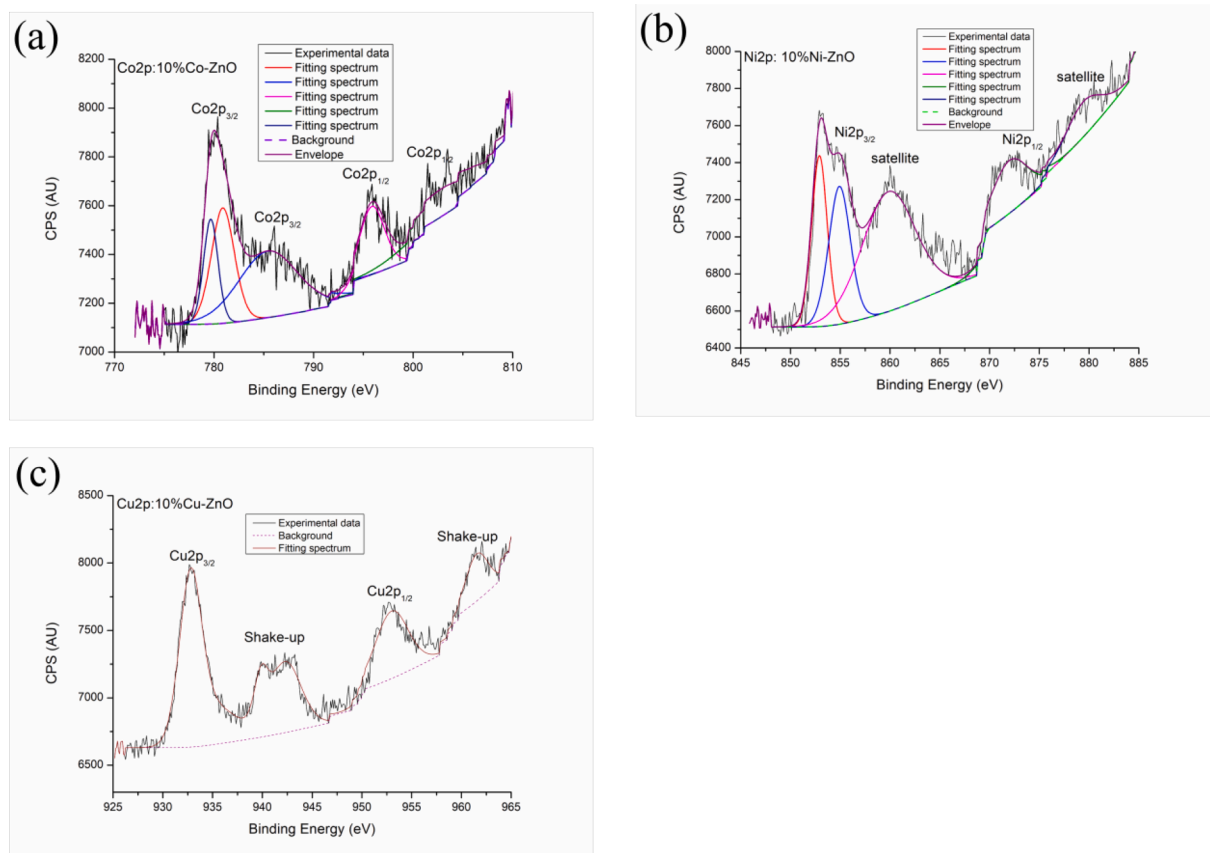 (a)
Co2p:10%Co-ZnO
Experimental data
Fitting spectrum
Fitting spectrum
Fitting spectrum
Fitting spectrum
Fitting spectrum
Background
Envelope
Co2p3/2
Co2p3/2
Co2p1/2
Co2p1/2
8200
8000
7800
7600
7400
7200
7000
CPS (AU)
770 780 790 800 810
Binding Energy (eV)
(b)
Ni2p: 10%Ni-ZnO
Experimental data
Fitting spectrum
Fitting spectrum
Fitting spectrum
Fitting spectrum
Fitting spectrum
Background
Envelope
satellite
Ni2p3/2
satellite
Ni2p1/2
8000
7600
7200
6800
6400
CPS (AU)
845 850 855 860 865 870 875 880 885
Binding Energy (eV)
(c)
Cu2p:10%Cu-ZnO
Experimental data
Background
Fitting spectrum
Cu2p3/2
Shake-up
Cu2p1/2
Shake-up
8500
8000
7500
7000
6500
CPS (AU)
925 930 935 940 945 950 955 960 965
Binding Energy (eV)